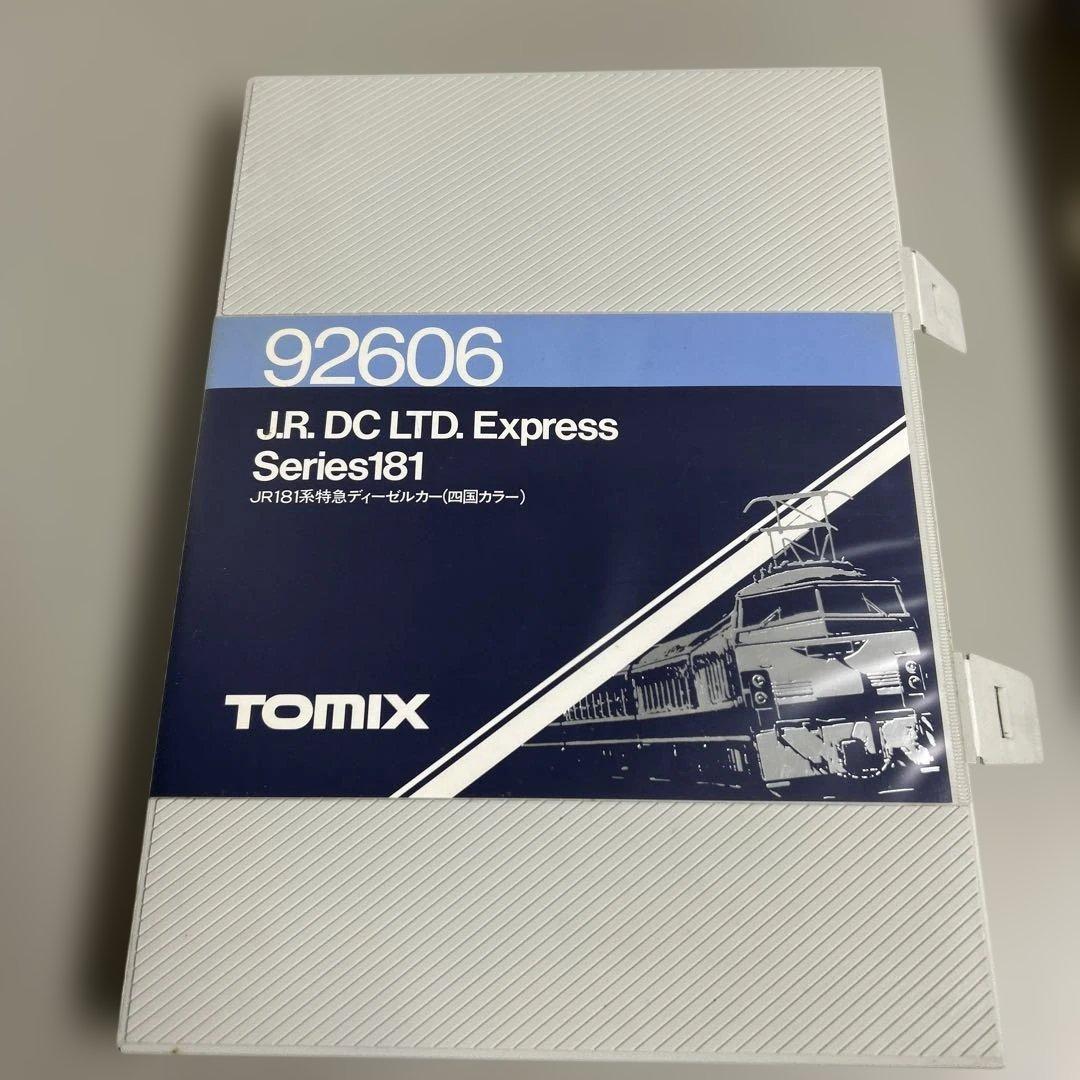 92606
J.R. DC LTD. Express
Series181
JR181系特急ディーゼルカー(四国カラー)
TOMIX